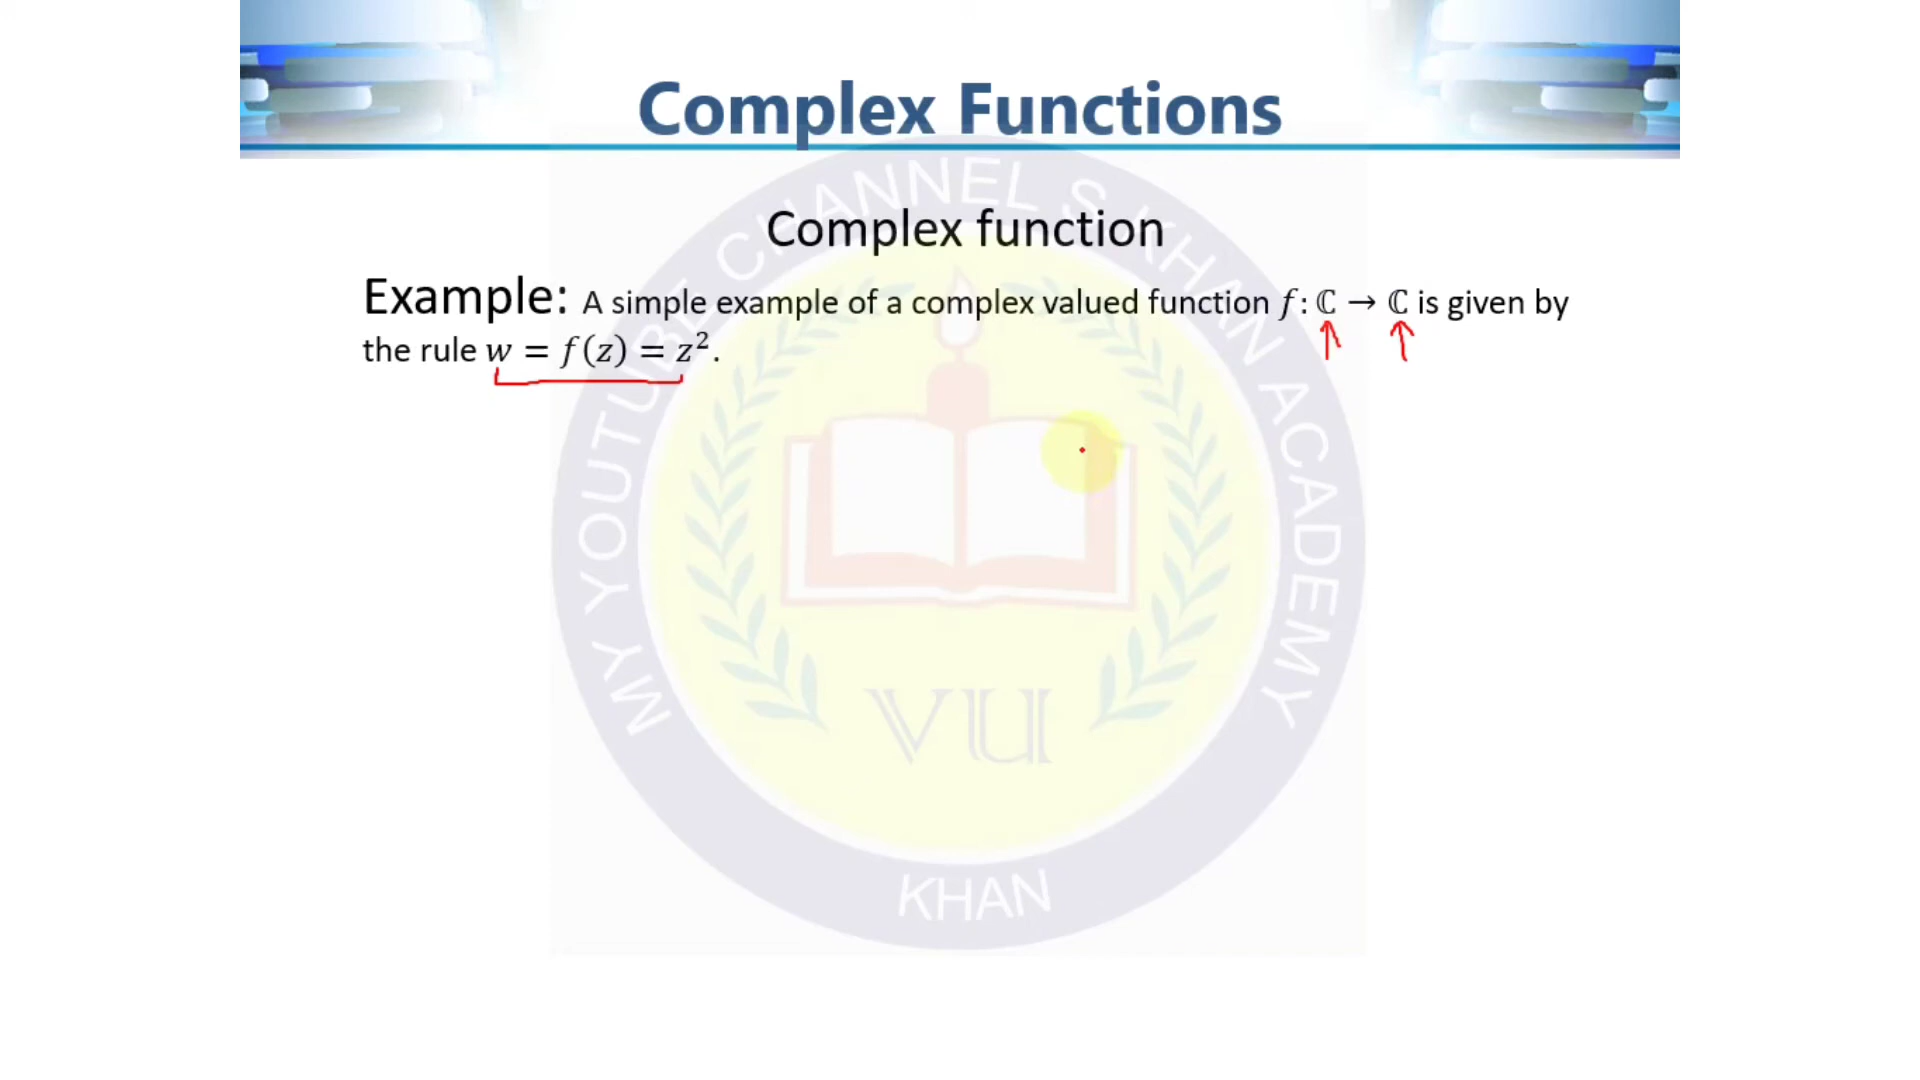 Complex Functions
Complex function
Example: A simple example of a complex valued function f: ℂ → ℂ is given by
the rule w = f(z) = z².
MY YOUTUBE CHANNEL S KHAN ACADEMY
VU
KHAN